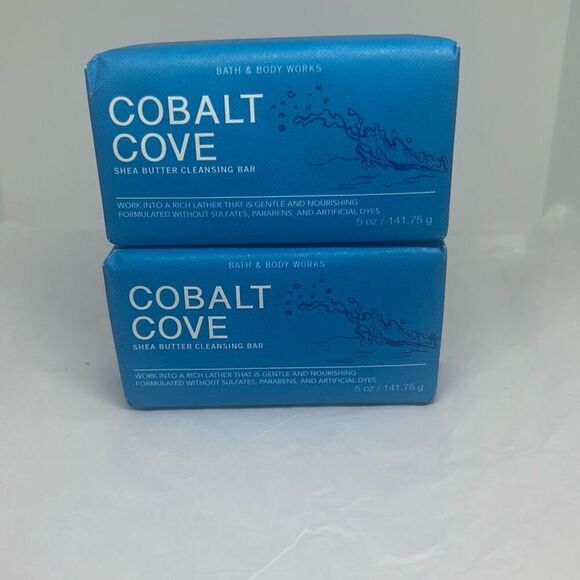 BATH & BODY WORKS
COBALT
COVE
SHEA BUTTER CLEANSING BAR
WORK INTO A RICH LATHER THAT IS GENTLE AND NOURISHING
FORMULATED WITHOUT SULFATES, PARABENS, AND ARTIFICIAL DYES
5 oz / 141.75 g
BATH & BODY WORKS
COBALT
COVE
SHEA BUTTER CLEANSING BAR
WORK INTO A RICH LATHER THAT IS GENTLE AND NOURISHING
FORMULATED WITHOUT SULFATES, PARABENS, AND ARTIFICIAL DYES
5 oz / 141.75 g